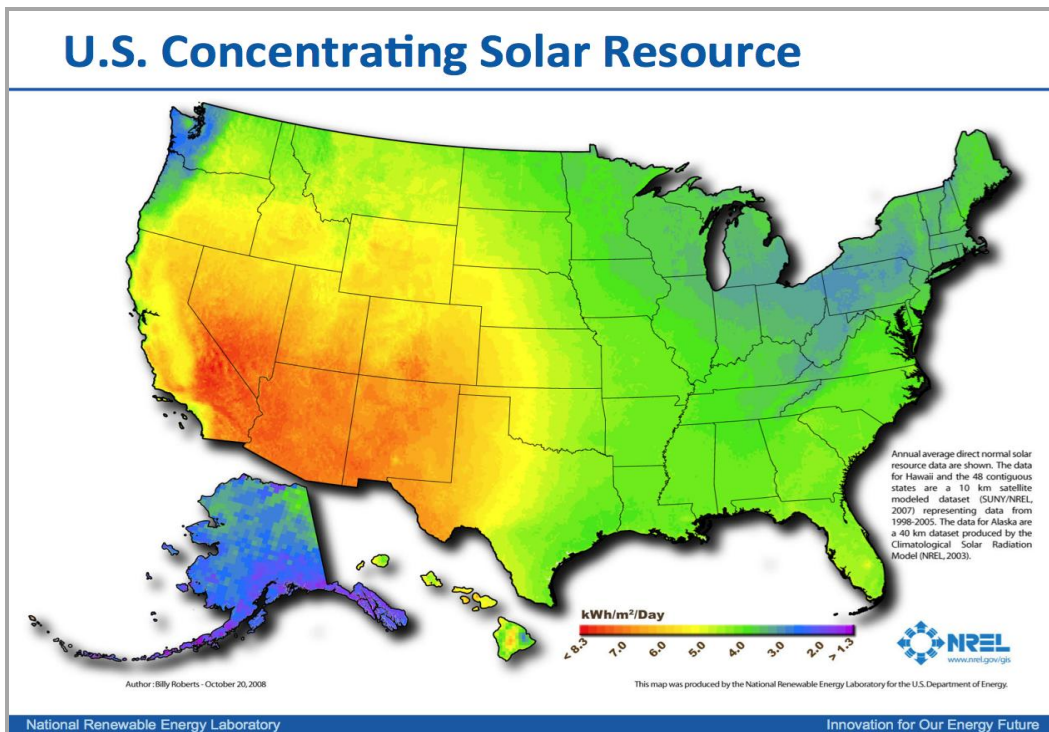 U.S. Concentrating Solar Resource
Annual average direct normal solar
resource data are shown. The data
for Hawaii and the 48 contiguous
states are a 10 km satellite
modeled dataset (SUNY/NREL,
2007) representing data from
1998-2005. The data for Alaska are
a 40 km dataset produced by the
Climatological Solar Radiation
Model (NREL, 2003).
kWh/m²/Day
< 8.3 7.0 6.0 5.0 4.0 3.0 2.0 > 1.3
NREL
www.nrel.gov/gis
Author : Billy Roberts - October 20, 2008
This map was produced by the National Renewable Energy Laboratory for the U.S. Department of Energy.
National Renewable Energy Laboratory
Innovation for Our Energy Future